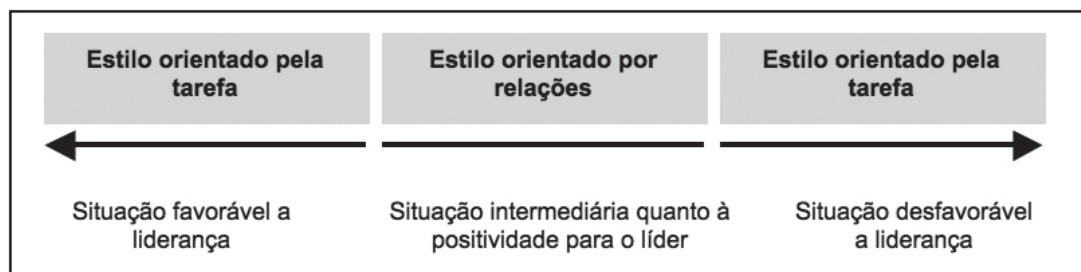 Estilo orientado pela
tarefa
Estilo orientado por
relações
Estilo orientado pela
tarefa
Situação favorável a
liderança
Situação intermediária quanto à
positividade para o líder
Situação desfavorável
a liderança